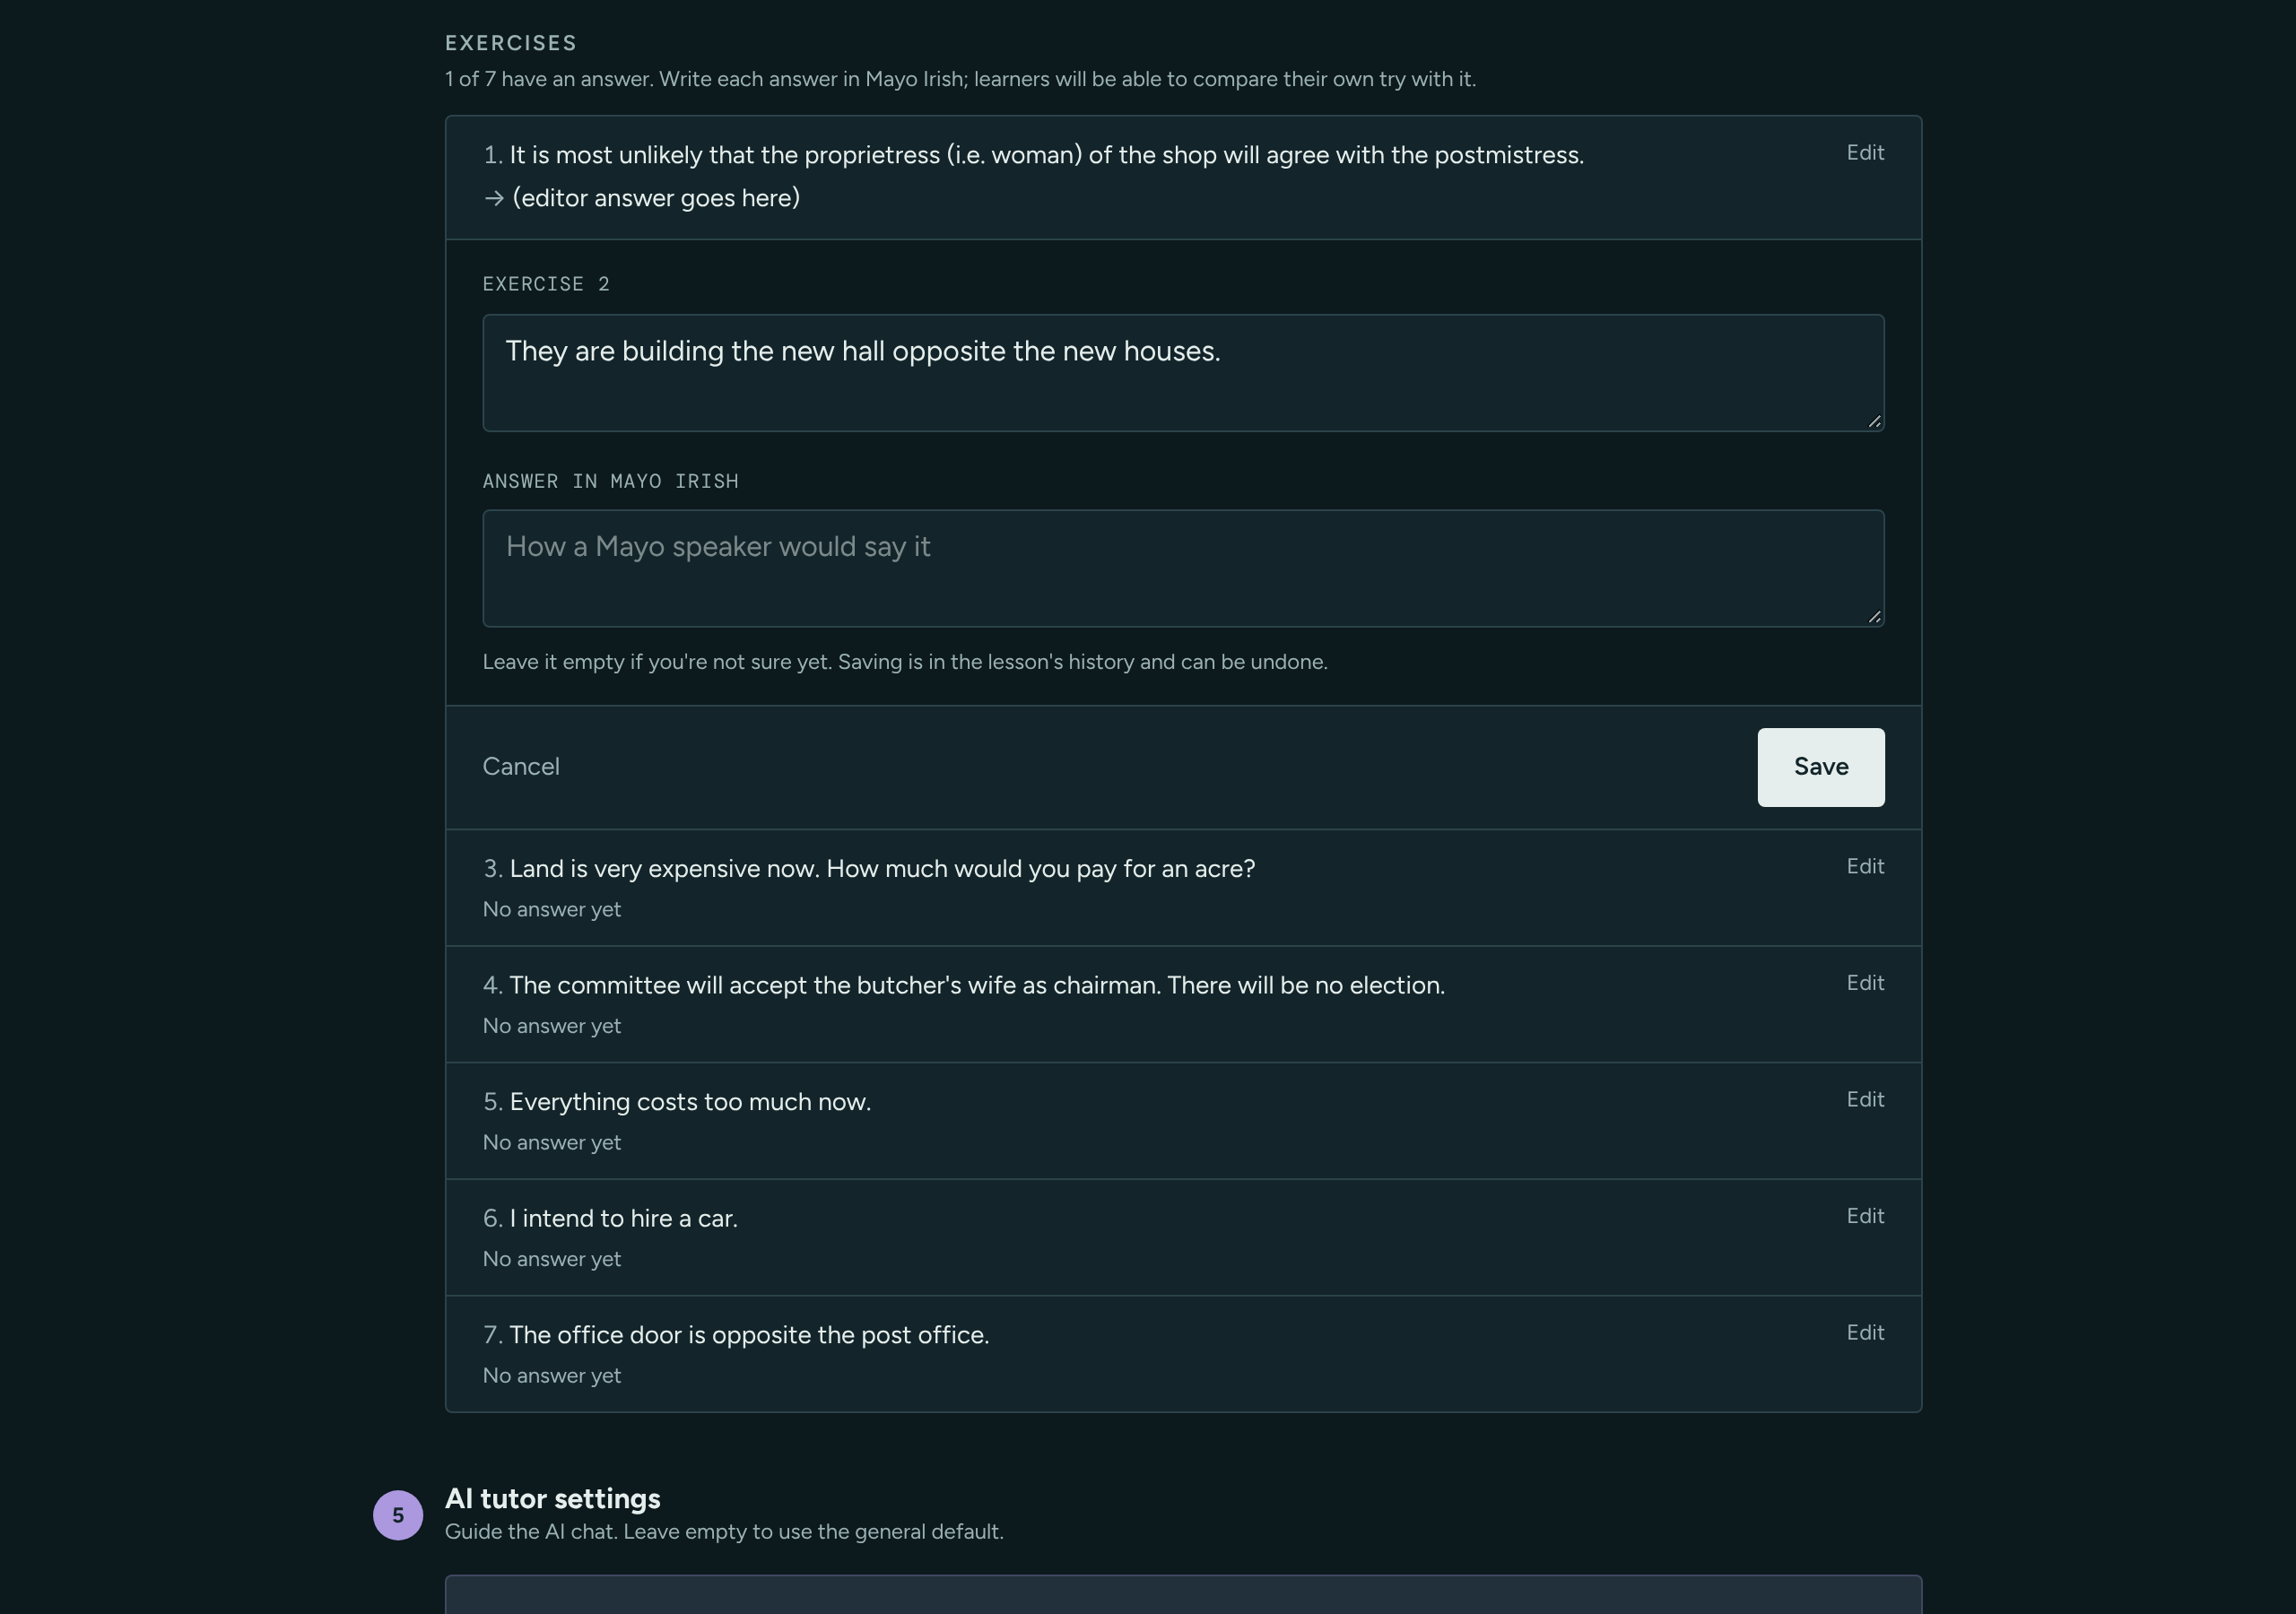 EXERCISES
1 of 7 have an answer. Write each answer in Mayo Irish; learners will be able to compare their own try with it.
1. It is most unlikely that the proprietress (i.e. woman) of the shop will agree with the postmistress.
Edit
→ (editor answer goes here)
EXERCISE 2
They are building the new hall opposite the new houses.
ANSWER IN MAYO IRISH
How a Mayo speaker would say it
Leave it empty if you're not sure yet. Saving is in the lesson's history and can be undone.
Cancel
Save
3. Land is very expensive now. How much would you pay for an acre?
Edit
No answer yet
4. The committee will accept the butcher's wife as chairman. There will be no election.
Edit
No answer yet
5. Everything costs too much now.
Edit
No answer yet
6. I intend to hire a car.
Edit
No answer yet
7. The office door is opposite the post office.
Edit
No answer yet
5
AI tutor settings
Guide the AI chat. Leave empty to use the general default.